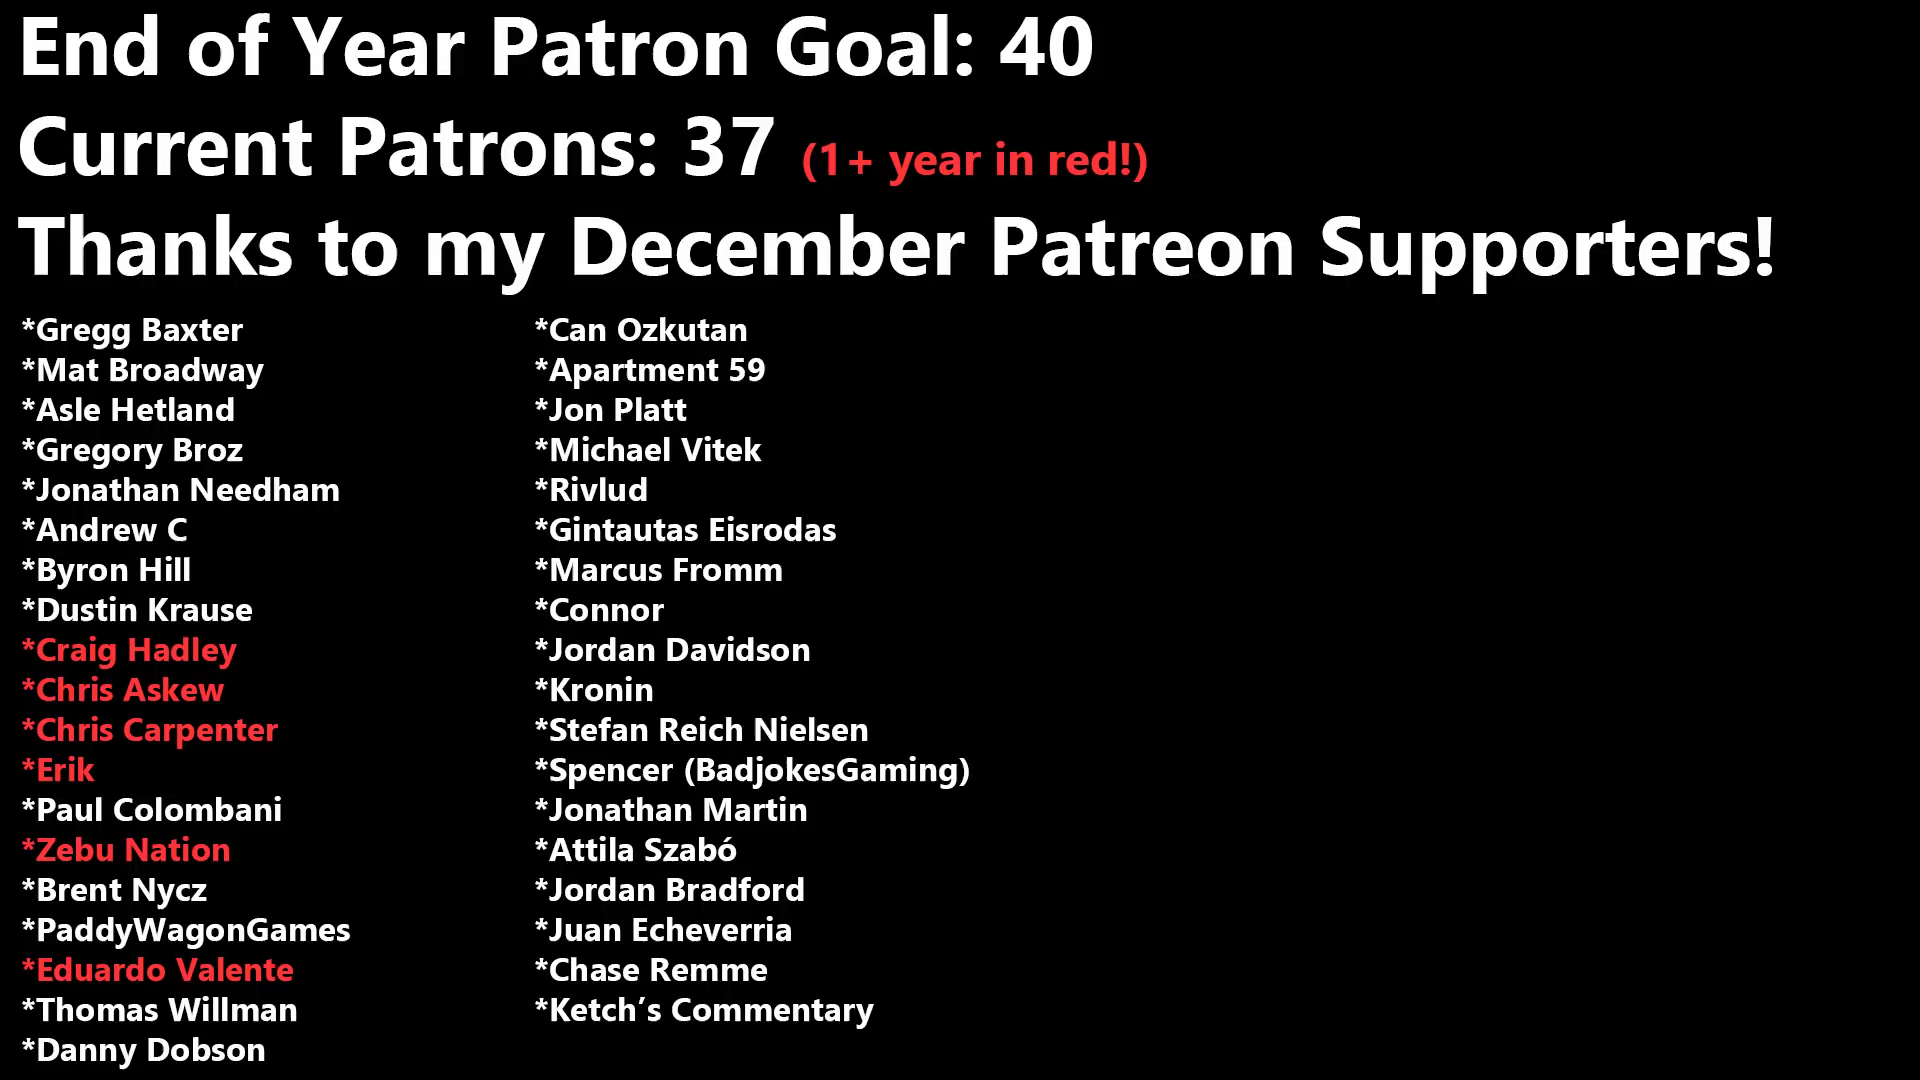 End of Year Patron Goal: 40
Current Patrons: 37 (1+ year in red!)
Thanks to my December Patreon Supporters!
*Gregg Baxter
*Mat Broadway
*Asle Hetland
*Gregory Broz
*Jonathan Needham
*Andrew C
*Byron Hill
*Dustin Krause
*Craig Hadley
*Chris Askew
*Chris Carpenter
*Erik
*Paul Colombani
*Zebu Nation
*Brent Nycz
*PaddyWagonGames
*Eduardo Valente
*Thomas Willman
*Danny Dobson
*Can Ozkutan
*Apartment 59
*Jon Platt
*Michael Vitek
*Rivlud
*Gintautas Eisrodas
*Marcus Fromm
*Connor
*Jordan Davidson
*Kronin
*Stefan Reich Nielsen
*Spencer (BadjokesGaming)
*Jonathan Martin
*Attila Szabó
*Jordan Bradford
*Juan Echeverria
*Chase Remme
*Ketch’s Commentary